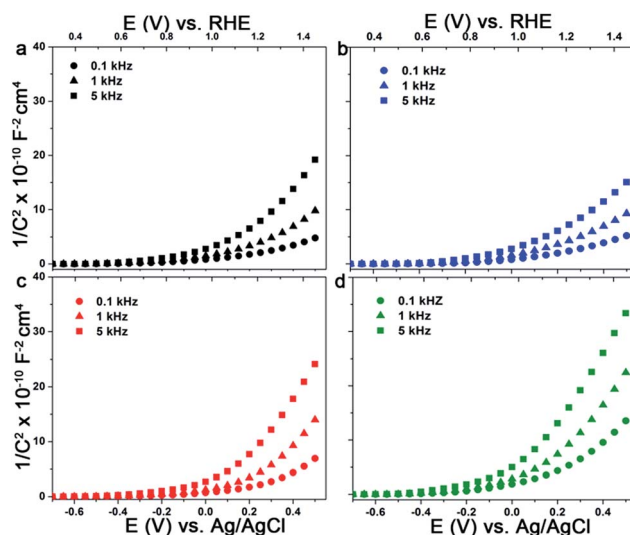 E (V) vs. RHE E (V) vs. RHE
0.4 0.6 0.8 1.0 1.2 1.4 0.4 0.6 0.8 1.0 1.2 1.4
a b
40
30
20
10
0
1/C² x 10⁻¹⁰ F⁻² cm⁴
0.1 kHz
1 kHz
5 kHz
0.1 kHz
1 kHz
5 kHz
c d
40
30
20
10
0
1/C² x 10⁻¹⁰ F⁻² cm⁴
0.1 kHz
1 kHz
5 kHz
0.1 kHZ
1 kHz
5 kHz
-0.6 -0.4 -0.2 0.0 0.2 0.4 -0.6 -0.4 -0.2 0.0 0.2 0.4
E (V) vs. Ag/AgCl E (V) vs. Ag/AgCl